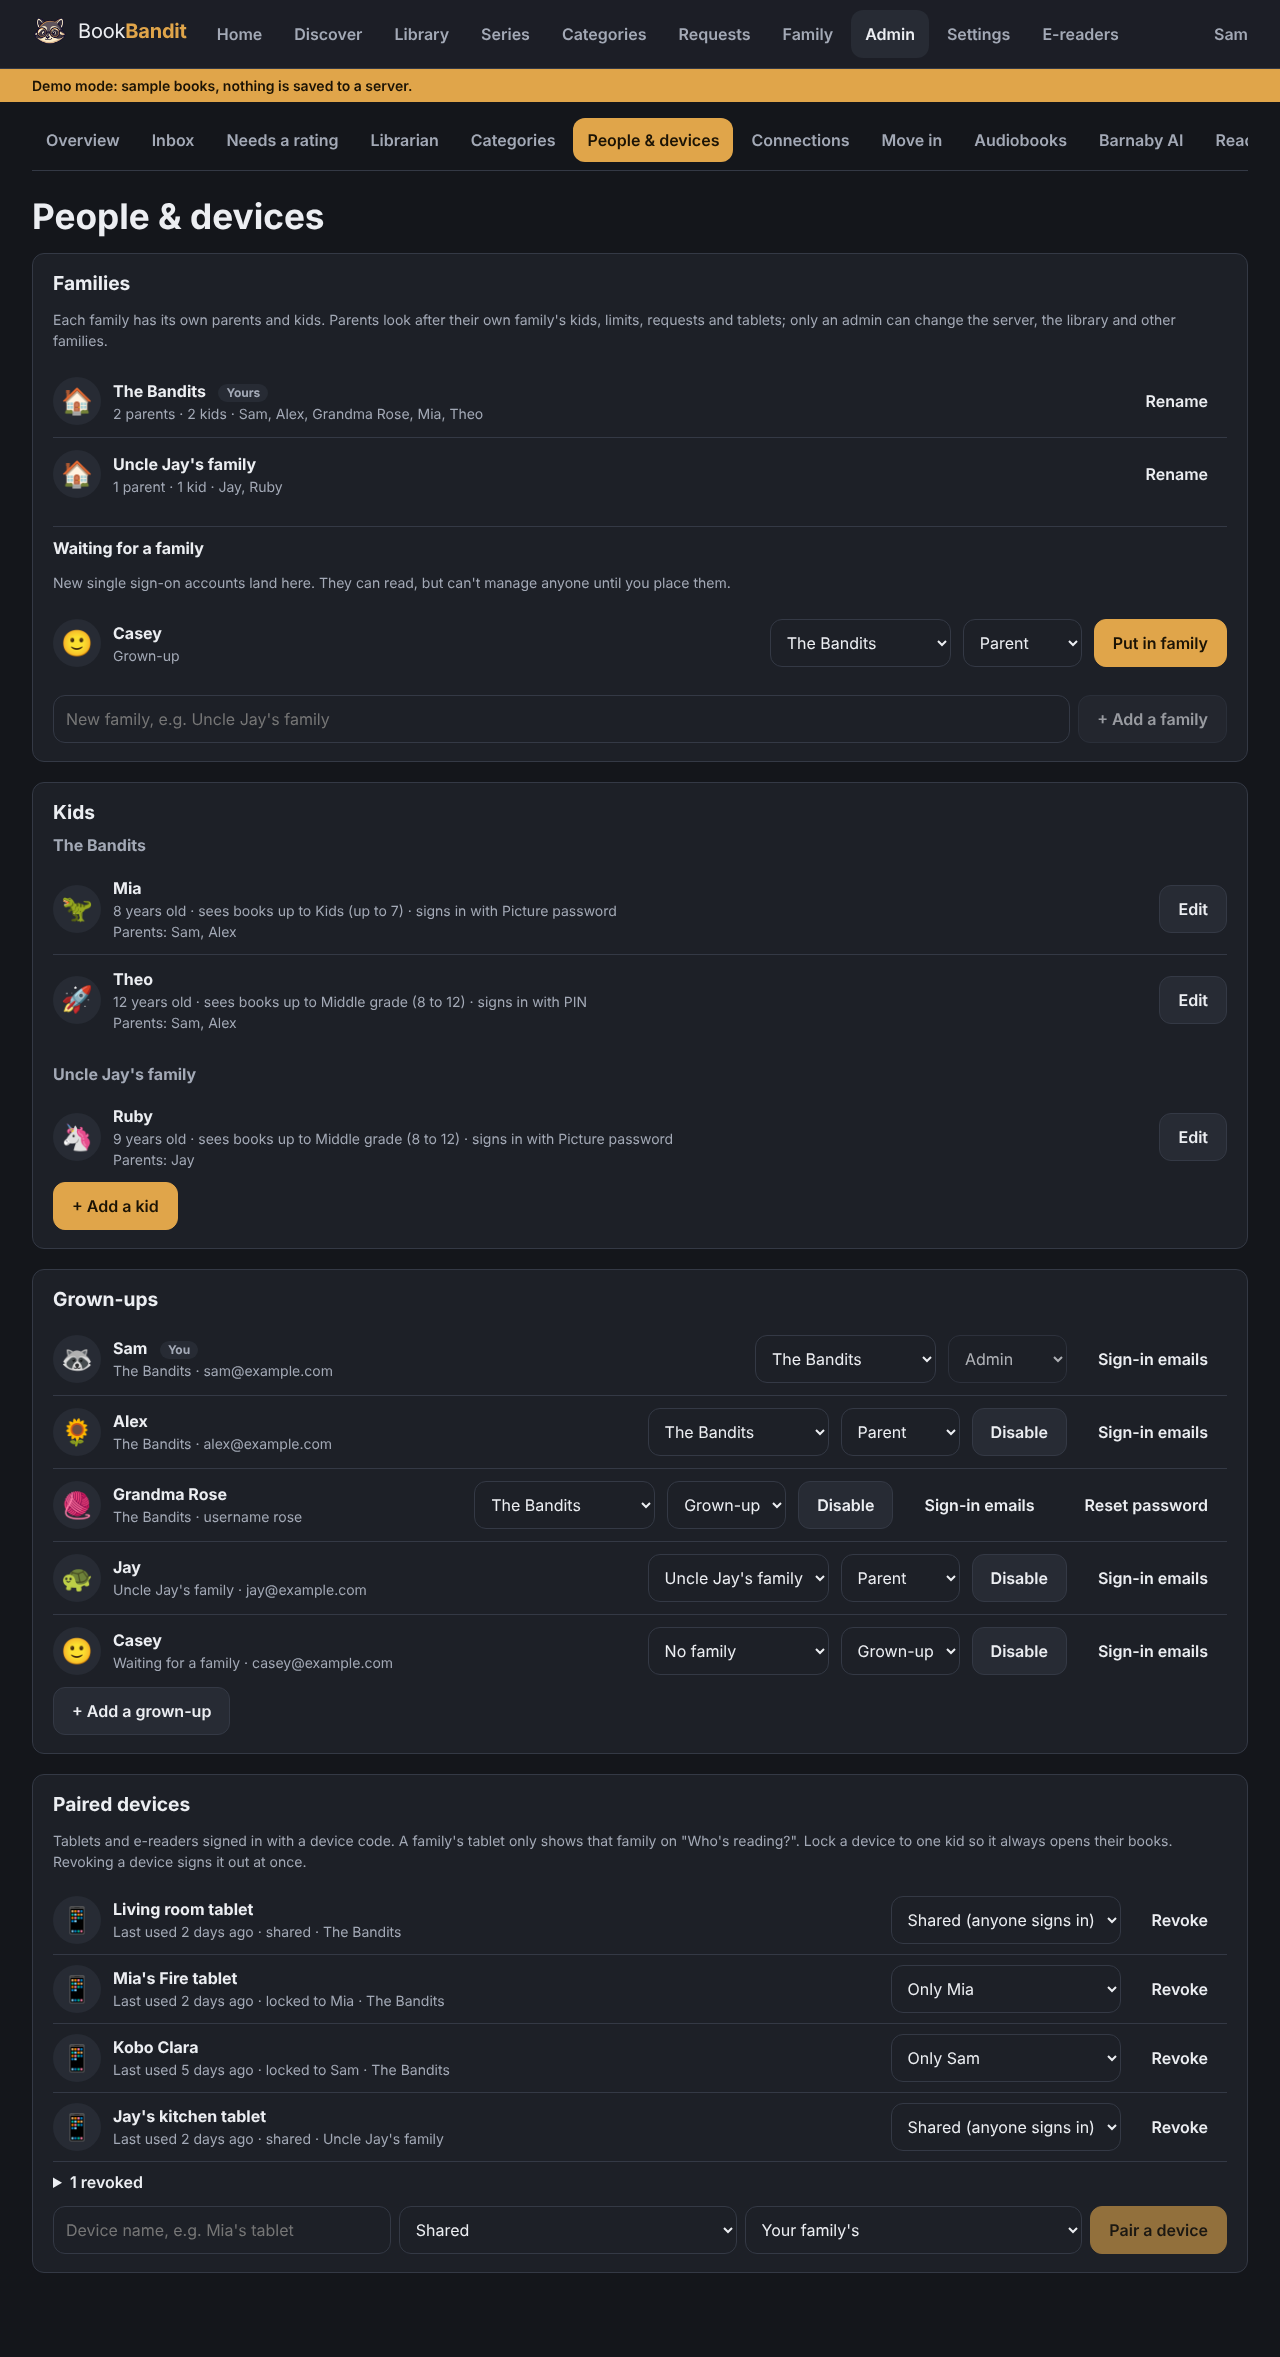 BookBandit
Home
Discover
Library
Series
Categories
Requests
Family
Admin
Settings
E-readers
Sam
Demo mode: sample books, nothing is saved to a server.
Overview
Inbox
Needs a rating
Librarian
Categories
People & devices
Connections
Move in
Audiobooks
Barnaby AI
People & devices
Families
Each family has its own parents and kids. Parents look after their own family's kids, limits, requests and tablets; only an admin can change the server, the library and other
families.
The Bandits Yours
2 parents · 2 kids · Sam, Alex, Grandma Rose, Mia, Theo
Rename
Uncle Jay's family
1 parent · 1 kid · Jay, Ruby
Rename
Waiting for a family
New single sign-on accounts land here. They can read, but can't manage anyone until you place them.
Casey
Grown-up
The Bandits
Parent
Put in family
New family, e.g. Uncle Jay's family
+ Add a family
Kids
The Bandits
Mia
8 years old · sees books up to Kids (up to 7) · signs in with Picture password
Parents: Sam, Alex
Edit
Theo
12 years old · sees books up to Middle grade (8 to 12) · signs in with PIN
Parents: Sam, Alex
Edit
Uncle Jay's family
Ruby
9 years old · sees books up to Middle grade (8 to 12) · signs in with Picture password
Parents: Jay
Edit
+ Add a kid
Grown-ups
Sam You
The Bandits · sam@example.com
The Bandits
Admin
Sign-in emails
Alex
The Bandits · alex@example.com
The Bandits
Parent
Disable
Sign-in emails
Grandma Rose
The Bandits · username rose
The Bandits
Grown-up
Disable
Sign-in emails
Reset password
Jay
Uncle Jay's family · jay@example.com
Uncle Jay's family
Parent
Disable
Sign-in emails
Casey
Waiting for a family · casey@example.com
No family
Grown-up
Disable
Sign-in emails
+ Add a grown-up
Paired devices
Tablets and e-readers signed in with a device code. A family's tablet only shows that family on "Who's reading?". Lock a device to one kid so it always opens their books.
Revoking a device signs it out at once.
Living room tablet
Last used 2 days ago · shared · The Bandits
Shared (anyone signs in)
Revoke
Mia's Fire tablet
Last used 2 days ago · locked to Mia · The Bandits
Only Mia
Revoke
Kobo Clara
Last used 5 days ago · locked to Sam · The Bandits
Only Sam
Revoke
Jay's kitchen tablet
Last used 2 days ago · shared · Uncle Jay's family
Shared (anyone signs in)
Revoke
1 revoked
Device name, e.g. Mia's tablet
Shared
Your family's
Pair a device